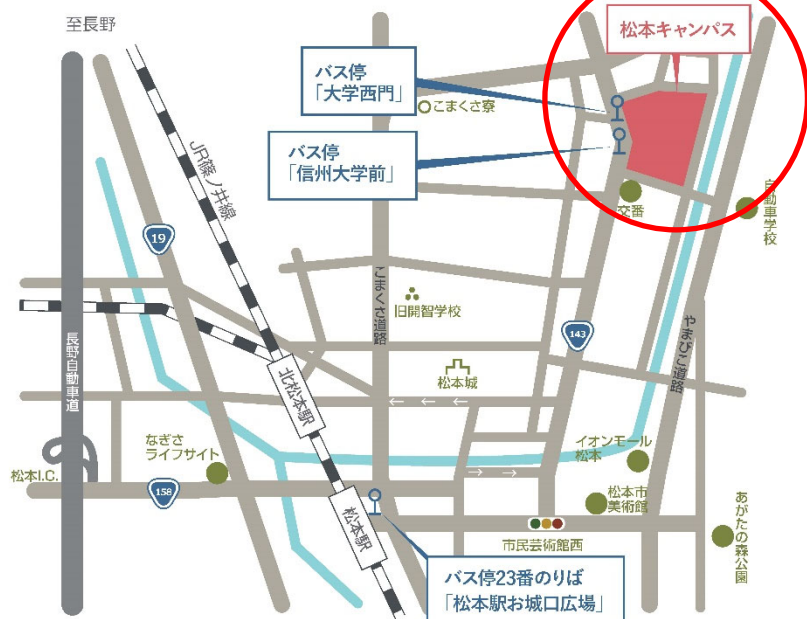 至長野
松本キャンパス
バス停
「大学西門」
こまくさ寮
バス停
「信州大学前」
JR篠ノ井線
交番
自動車学校
19
こまくさ道路
旧開智学校
143
やまびこ道路
長野自動車道
松本城
北松本駅
← ← ←
なぎさ
ライフサイト
イオンモール
松本
松本I.C.
→ →
158
松本市
美術館
松本駅
あがたの森公園
市民芸術館西
バス停23番のりば
「松本駅お城口広場」